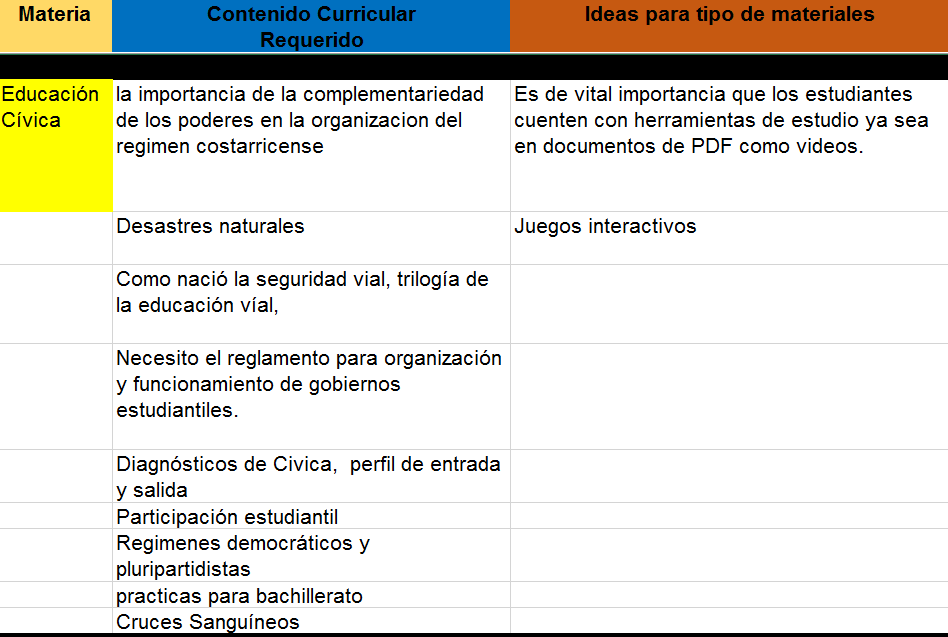 Materia
Contenido Curricular
Requerido
Ideas para tipo de materiales
Educación
Cívica
la importancia de la complementariedad
de los poderes en la organizacion del
regimen costarricense
Es de vital importancia que los estudiantes
cuenten con herramientas de estudio ya sea
en documentos de PDF como videos.
Desastres naturales
Juegos interactivos
Como nació la seguridad vial, trilogía de
la educación víal,
Necesito el reglamento para organización
y funcionamiento de gobiernos
estudiantiles.
Diagnósticos de Civica,  perfil de entrada
y salida
Participación estudiantil
Regimenes democráticos y
pluripartidistas
practicas para bachillerato
Cruces Sanguíneos